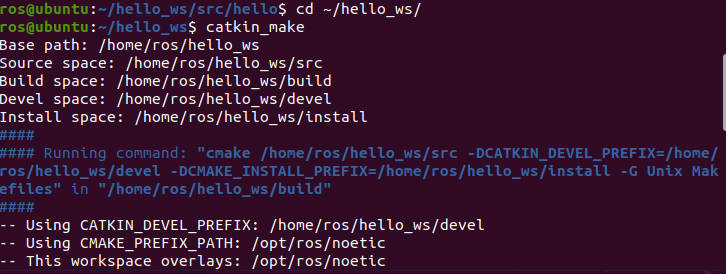 ros@ubuntu:~/hello_ws/src/hello$ cd ~/hello_ws/
ros@ubuntu:~/hello_ws$ catkin_make
Base path: /home/ros/hello_ws
Source space: /home/ros/hello_ws/src
Build space: /home/ros/hello_ws/build
Devel space: /home/ros/hello_ws/devel
Install space: /home/ros/hello_ws/install
####
#### Running command: "cmake /home/ros/hello_ws/src -DCATKIN_DEVEL_PREFIX=/home/
ros/hello_ws/devel -DCMAKE_INSTALL_PREFIX=/home/ros/hello_ws/install -G Unix Mak
efiles" in "/home/ros/hello_ws/build"
####
-- Using CATKIN_DEVEL_PREFIX: /home/ros/hello_ws/devel
-- Using CMAKE_PREFIX_PATH: /opt/ros/noetic
-- This workspace overlays: /opt/ros/noetic